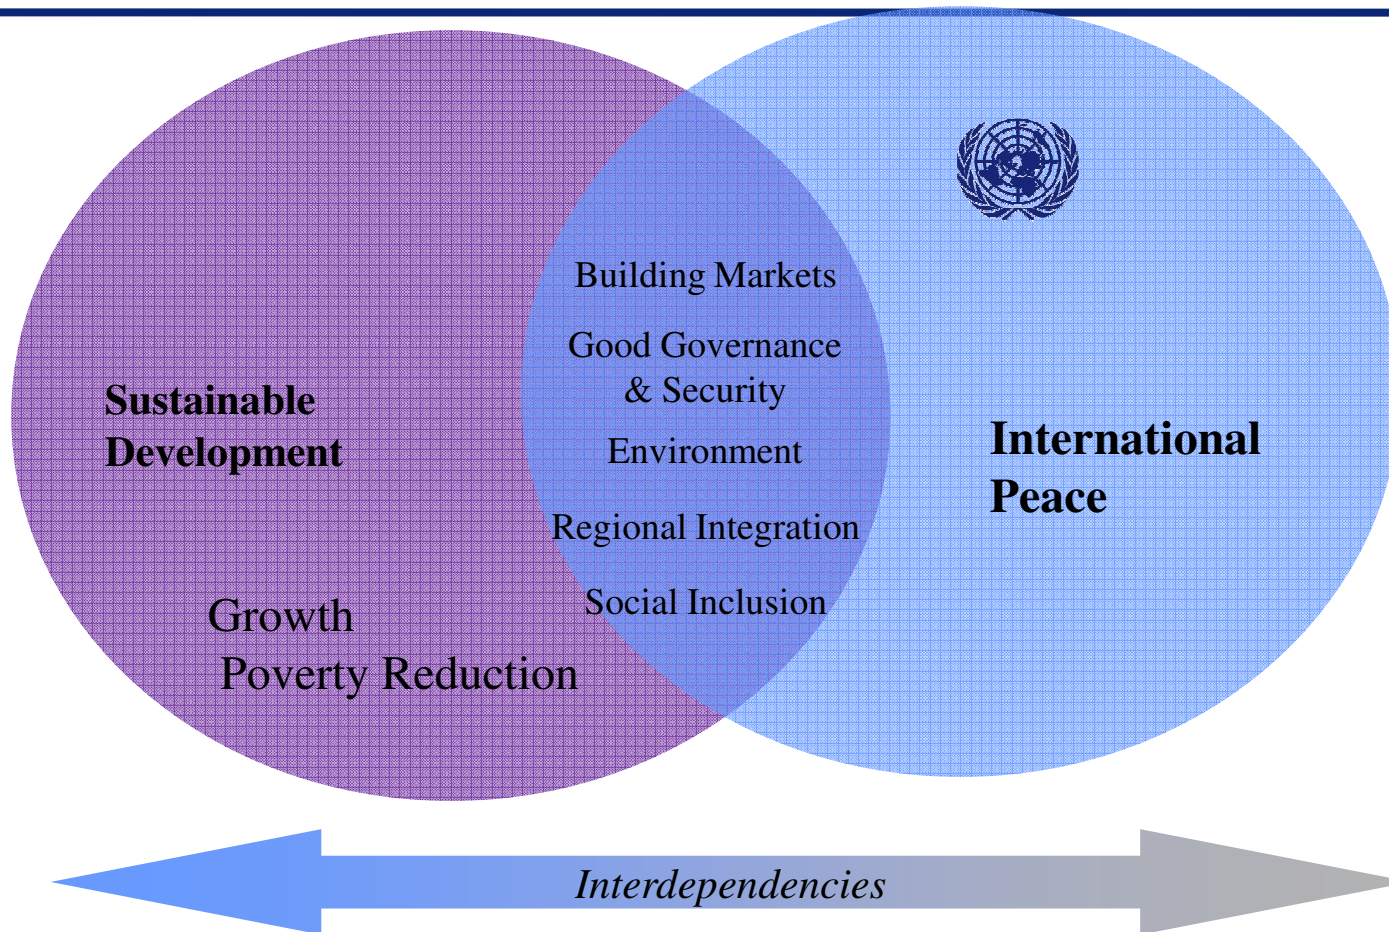 Building Markets
Good Governance
& Security
Environment
Regional Integration
Social Inclusion
Sustainable
Development
Growth
Poverty Reduction
International
Peace
Interdependencies